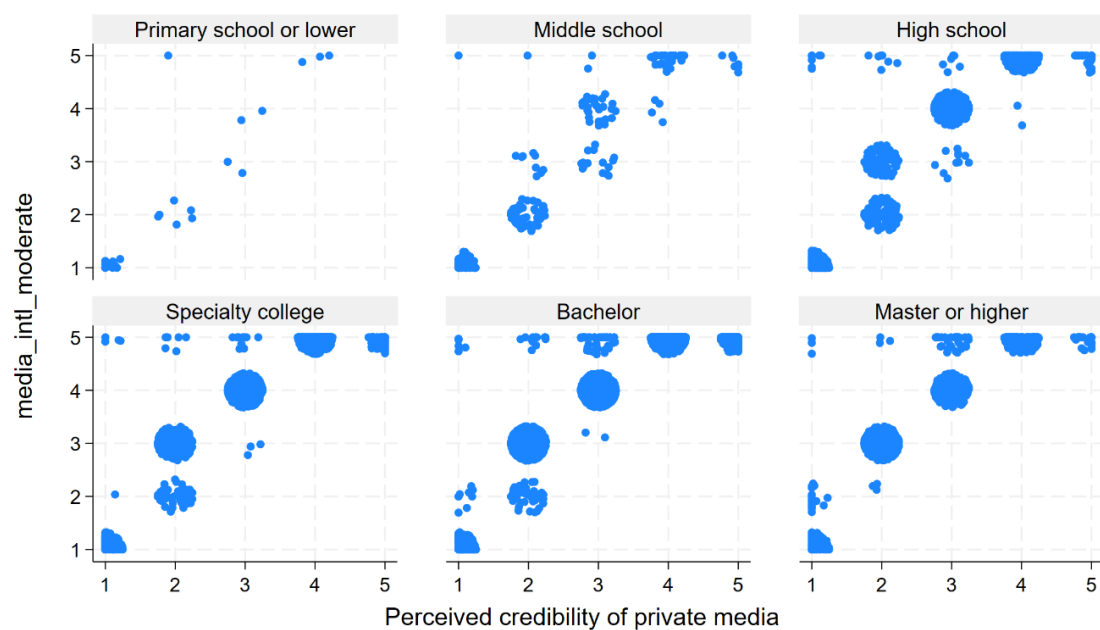 Primary school or lower
Middle school
High school
media_intl_moderate
5
4
3
2
1
Specialty college
Bachelor
Master or higher
5
4
3
2
1
1 2 3 4 5
1 2 3 4 5
1 2 3 4 5
Perceived credibility of private media